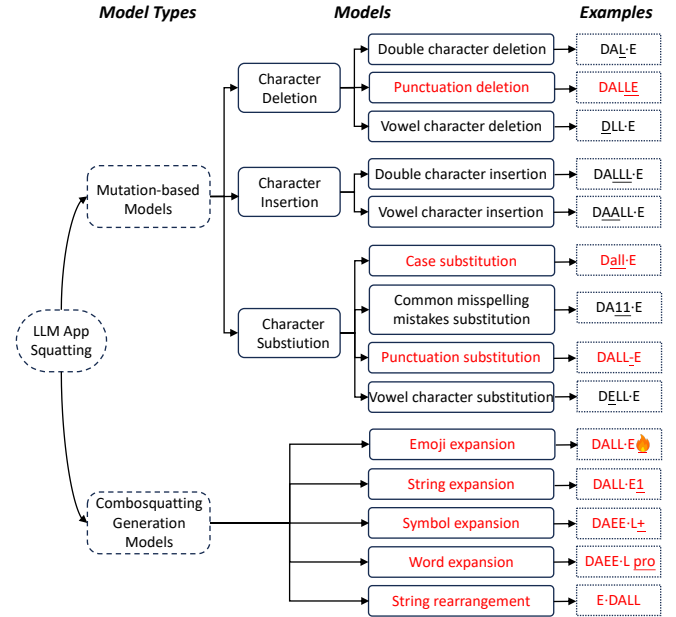 Model Types Models Examples
LLM App
Squatting
Mutation-based
Models
Character
Deletion
Double character deletion DAL·E
Punctuation deletion DALLE
Vowel character deletion DLL·E
Character
Insertion
Double character insertion DALLL·E
Vowel character insertion DAALL·E
Character
Substiution
Case substitution Dall·E
Common misspelling
mistakes substitution DA11·E
Punctuation substitution DALL-E
Vowel character substitution DELL·E
Combosquatting
Generation
Models
Emoji expansion DALL·E🔥
String expansion DALL·E1
Symbol expansion DAEE·L+
Word expansion DAEE·L pro
String rearrangement E·DALL